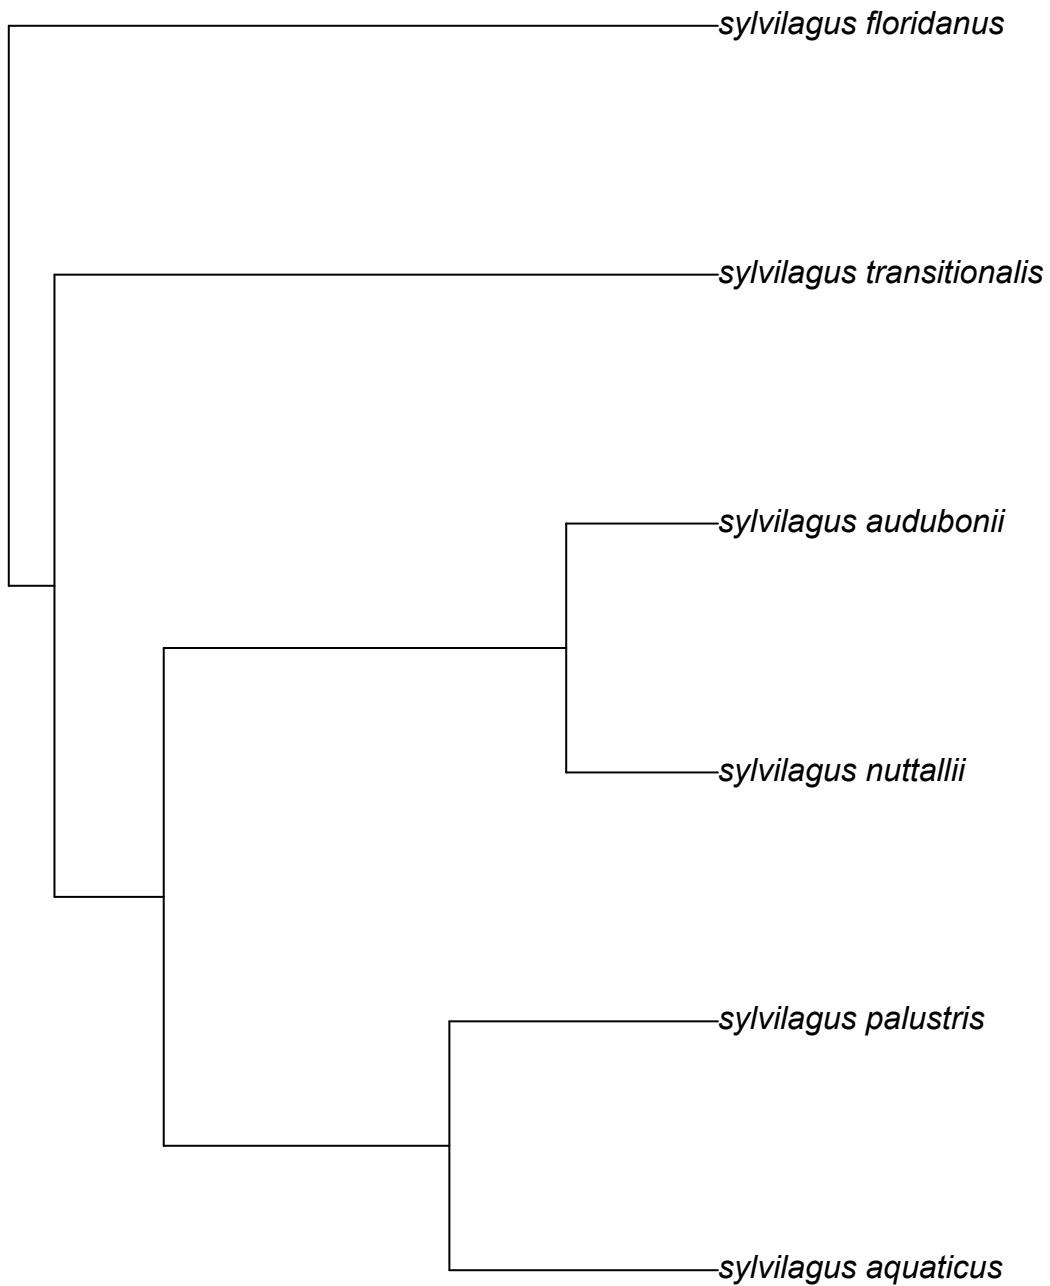 sylvilagus floridanus
sylvilagus transitionalis
sylvilagus audubonii
sylvilagus nuttallii
sylvilagus palustris
sylvilagus aquaticus